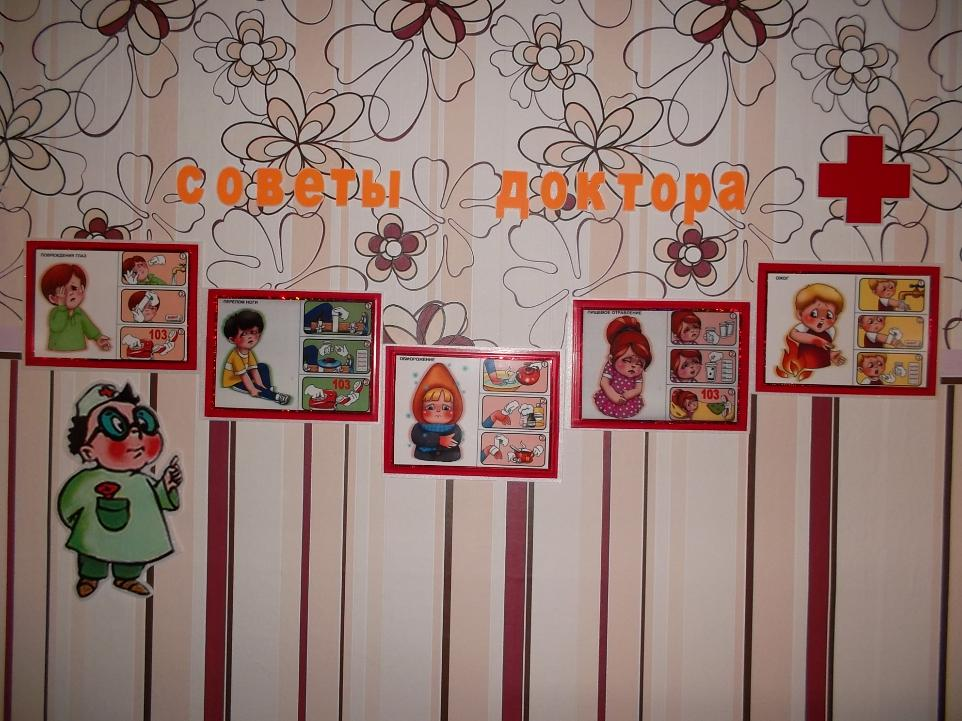 советы доктора
ПОВРЕЖДЕНИЯ ГЛАЗ
103
ПЕРЕЛОМ НОГИ
103
ОБМОРОЖЕНИЕ
ПИЩЕВОЕ ОТРАВЛЕНИЕ
103
ОЖОГ